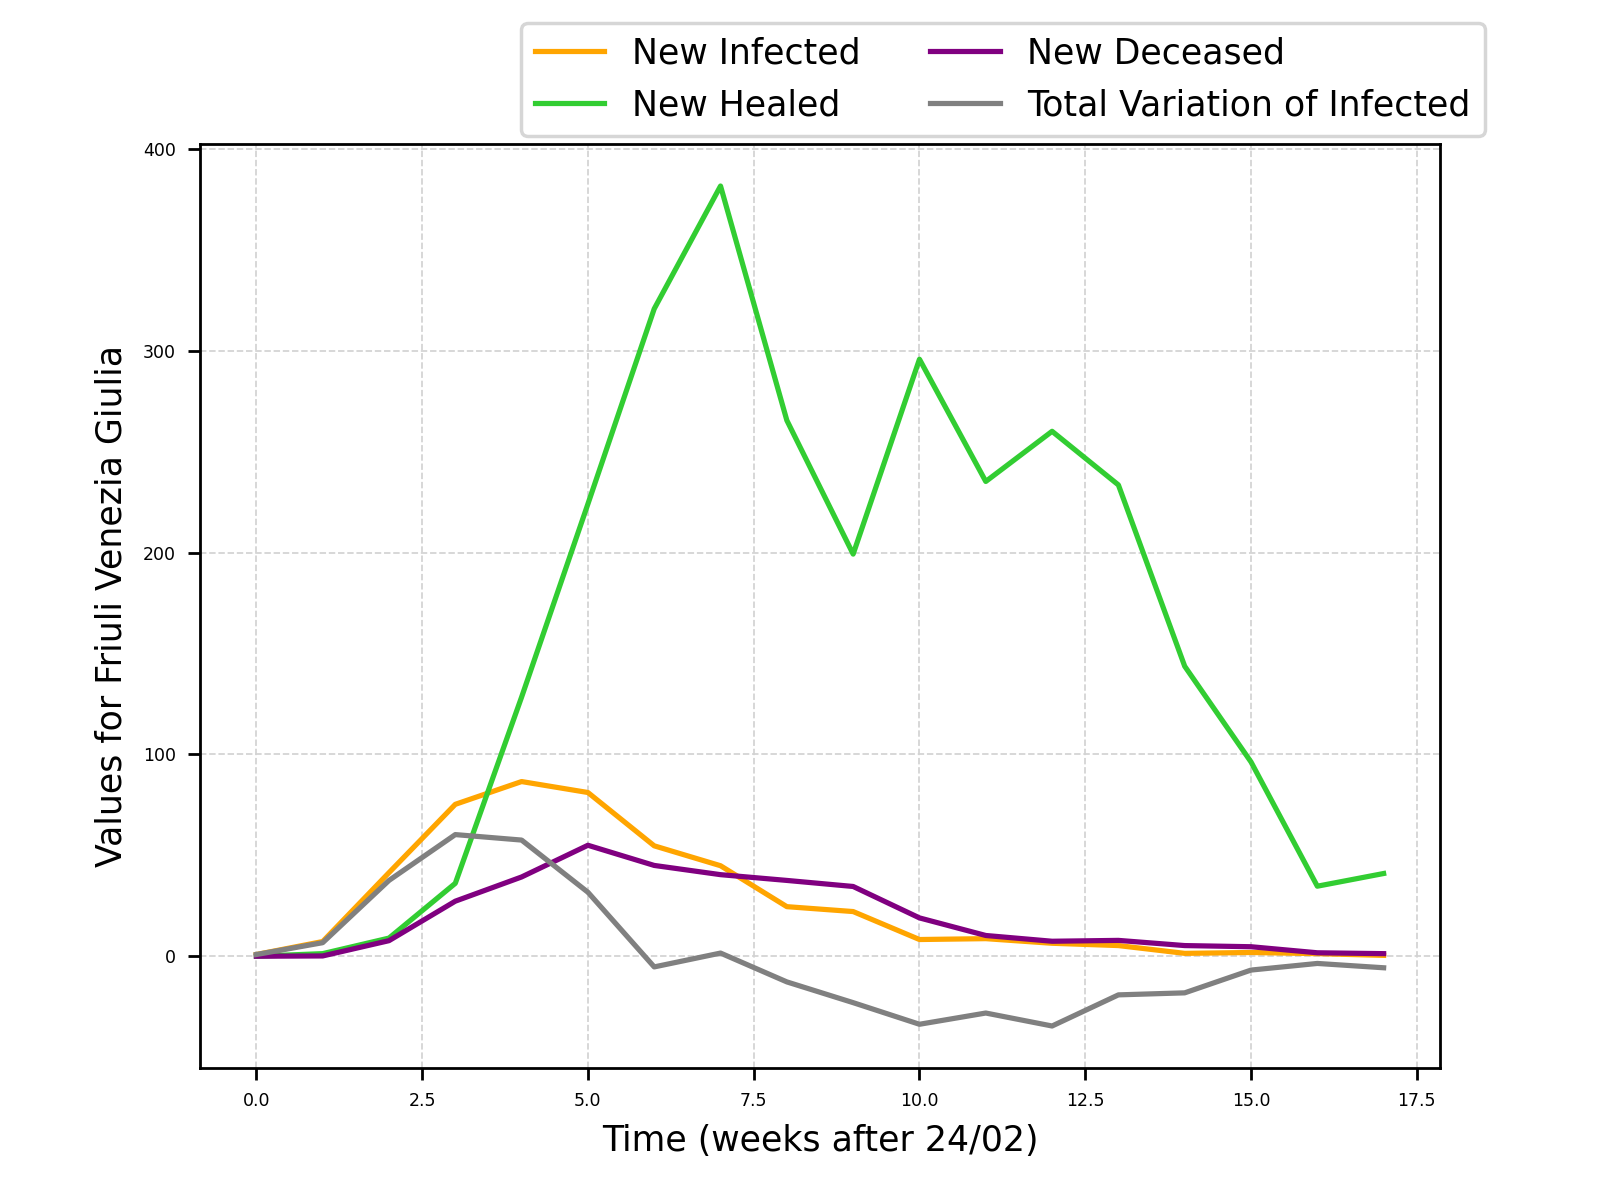 New Infected
New Healed
New Deceased
Total Variation of Infected
Values for Friuli Venezia Giulia
400
300
200
100
0
0.0 2.5 5.0 7.5 10.0 12.5 15.0 17.5
Time (weeks after 24/02)